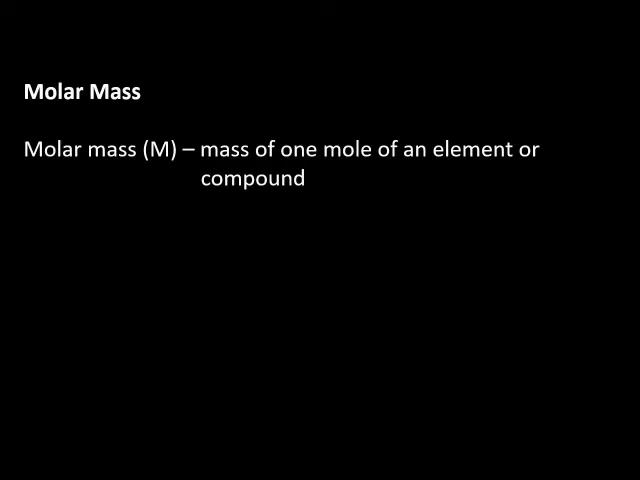 Molar Mass
Molar mass (M) – mass of one mole of an element or
compound